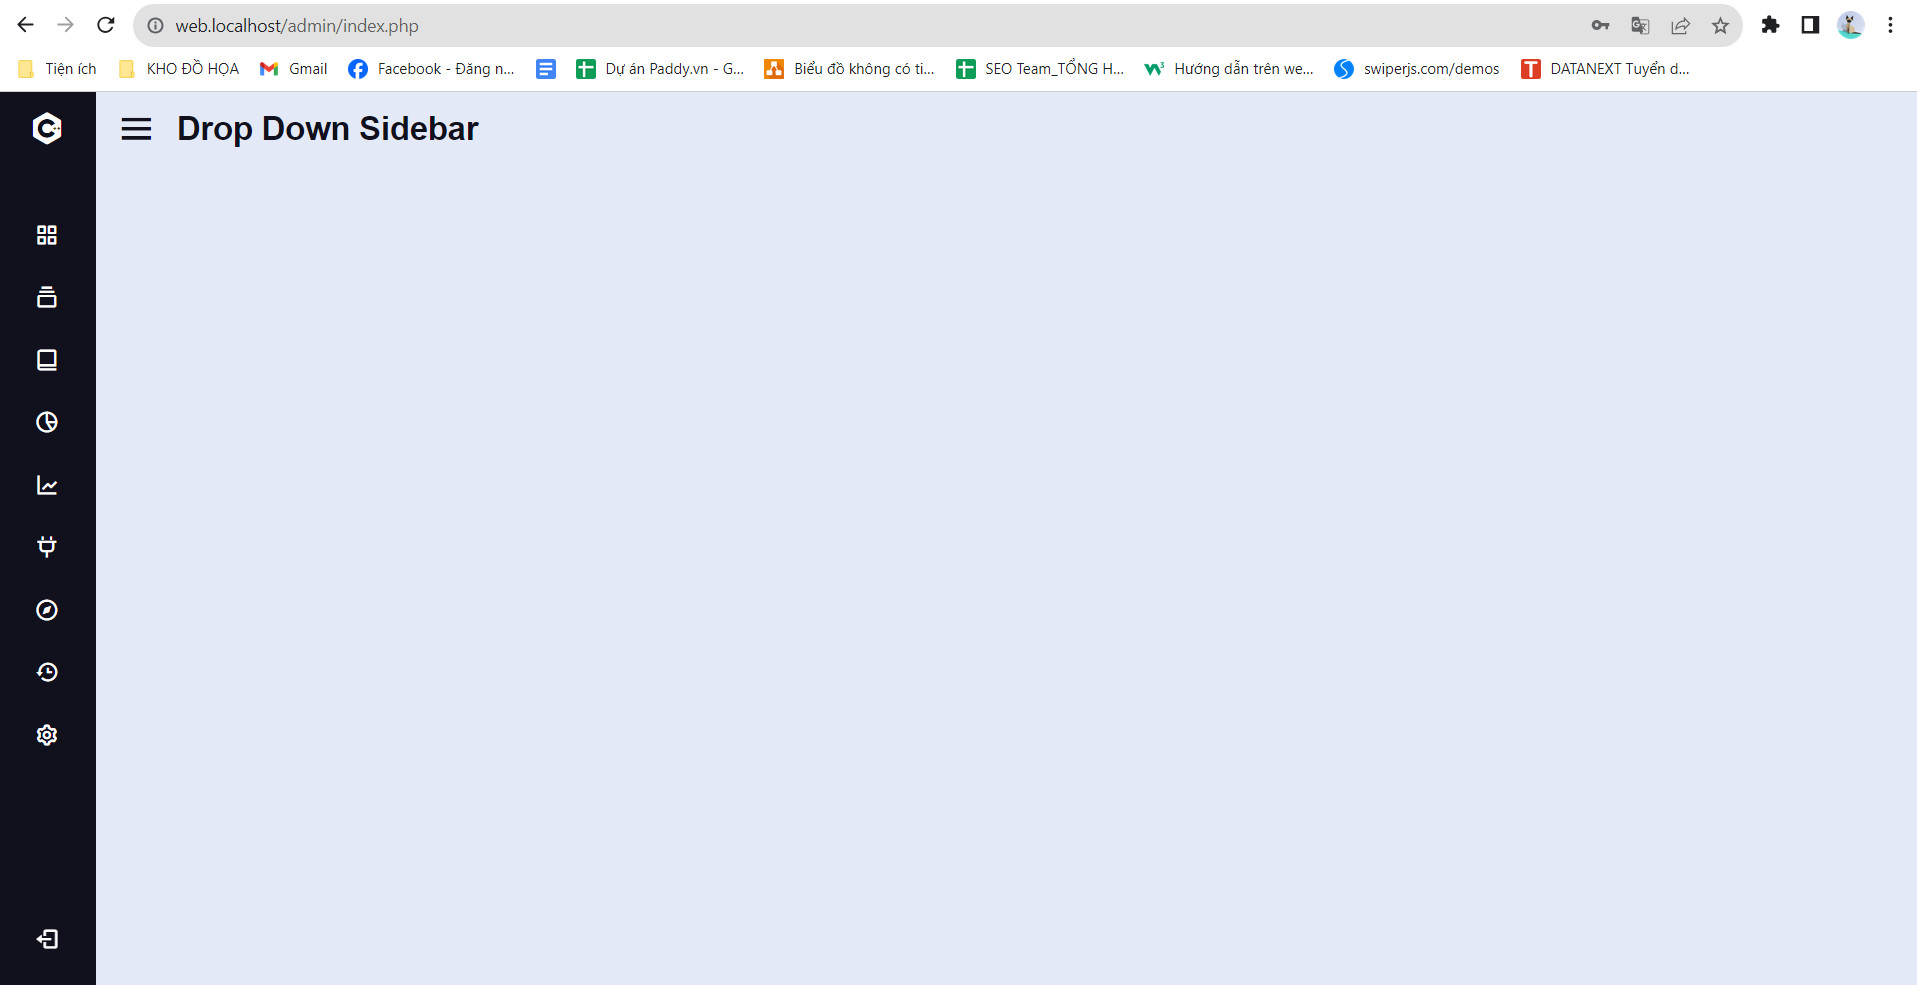 web.localhost/admin/index.php
Tiện ích KHO ĐỒ HỌA Gmail Facebook - Đăng n... Dự án Paddy.vn - G... Biểu đồ không có ti... SEO Team_TỔNG H... Hướng dẫn trên we... swiperjs.com/demos DATANEXT Tuyển d...
Drop Down Sidebar